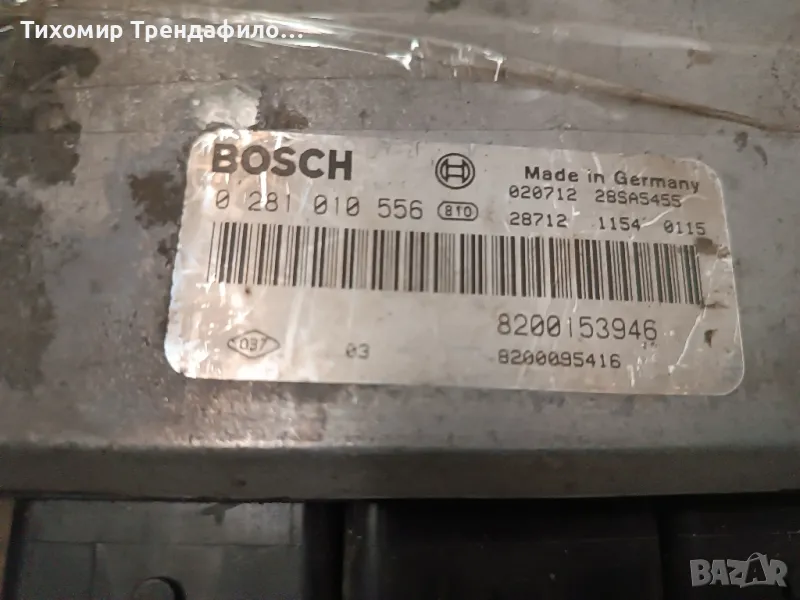 Тихомир Трендафило...
BOSCH
Made in Germany
0 281 010 556 810
020712 28SA5455
28712 1154 0115
8200153946
037 03 8200095416
BAZAR